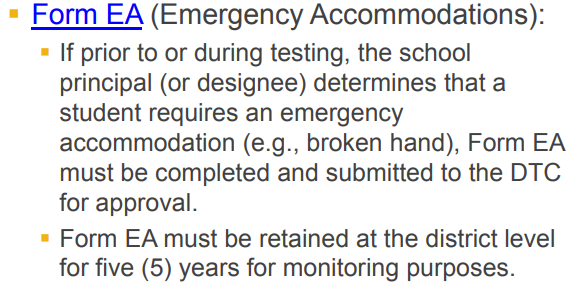 Form EA (Emergency Accommodations):
If prior to or during testing, the school
principal (or designee) determines that a
student requires an emergency
accommodation (e.g., broken hand), Form EA
must be completed and submitted to the DTC
for approval.
Form EA must be retained at the district level
for five (5) years for monitoring purposes.